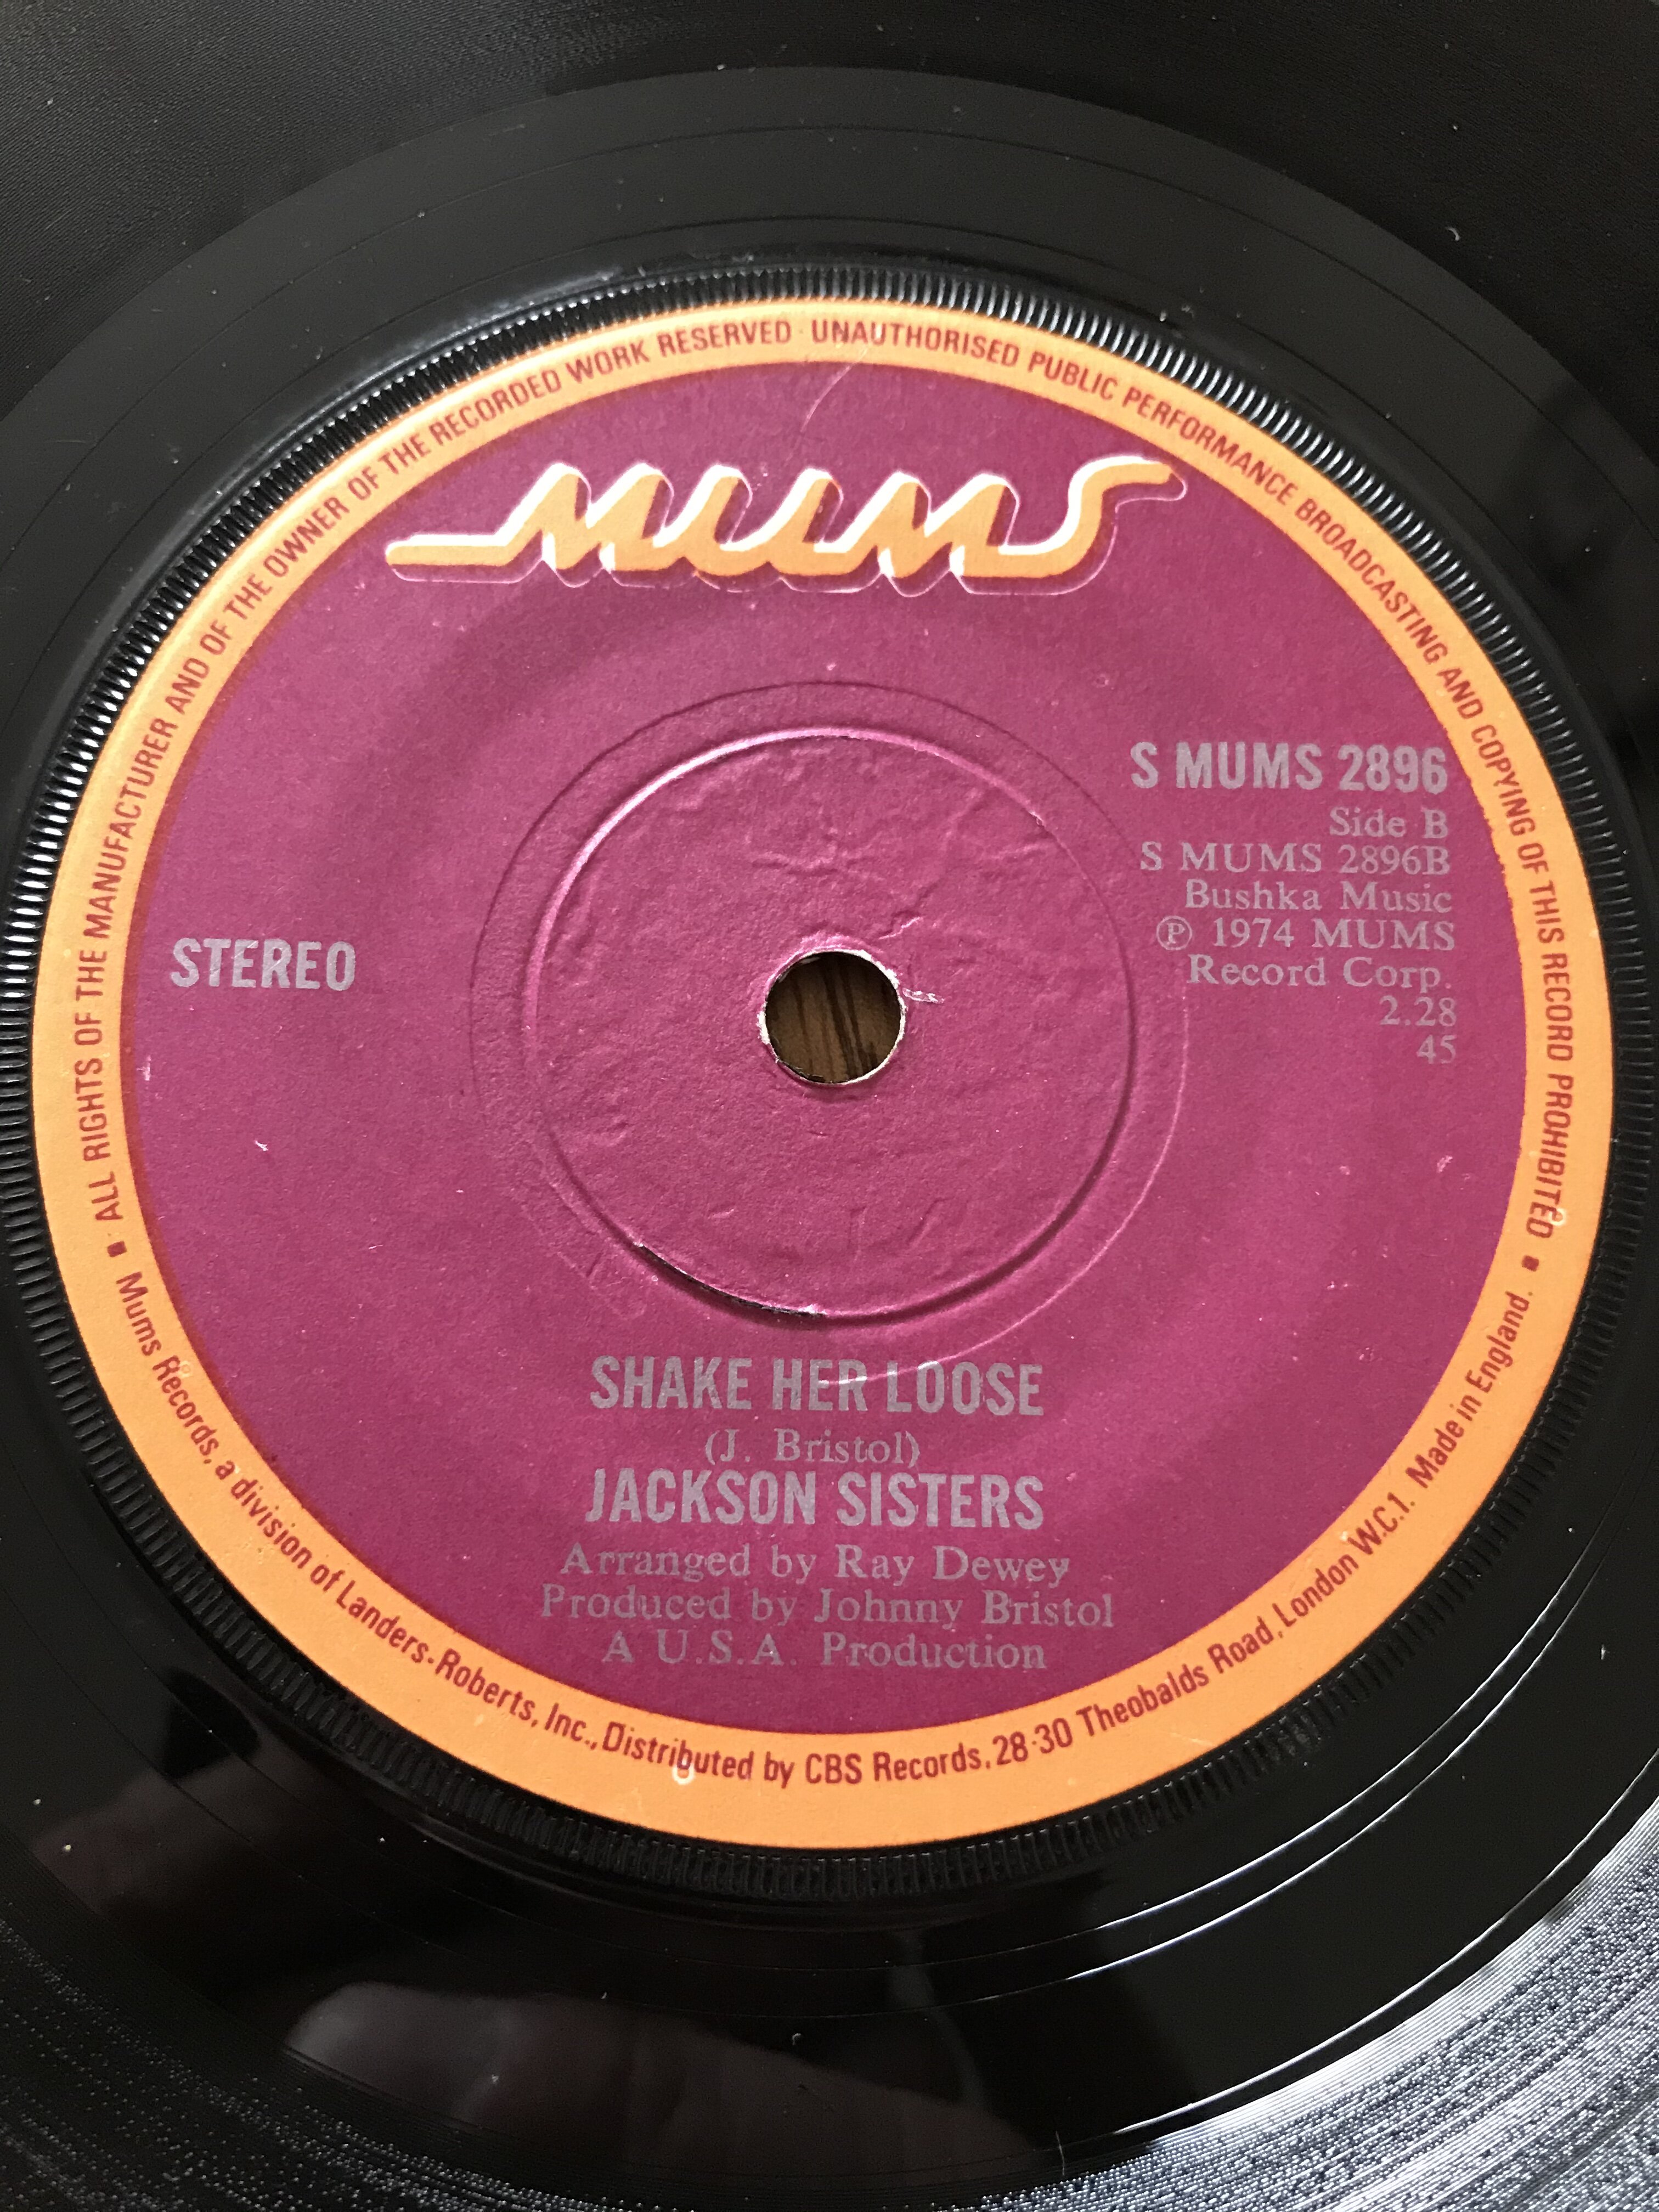 ALL RIGHTS OF THE MANUFACTURER AND OF THE OWNER OF THE RECORDED WORK RESERVED · UNAUTHORISED PUBLIC PERFORMANCE BROADCASTING AND COPYING OF THIS RECORD PROHIBITED
MUMS
S MUMS 2896
Side B
S MUMS 2896B
Bushka Music
℗ 1974 MUMS
Record Corp.
2.28
45
STEREO
SHAKE HER LOOSE
(J. Bristol)
JACKSON SISTERS
Arranged by Ray Dewey
Produced by Johnny Bristol
A U.S.A. Production
Mums Records, a division of Landers-Roberts, Inc., Distributed by CBS Records, 28-30 Theobalds Road, London W.C.1. Made in England.